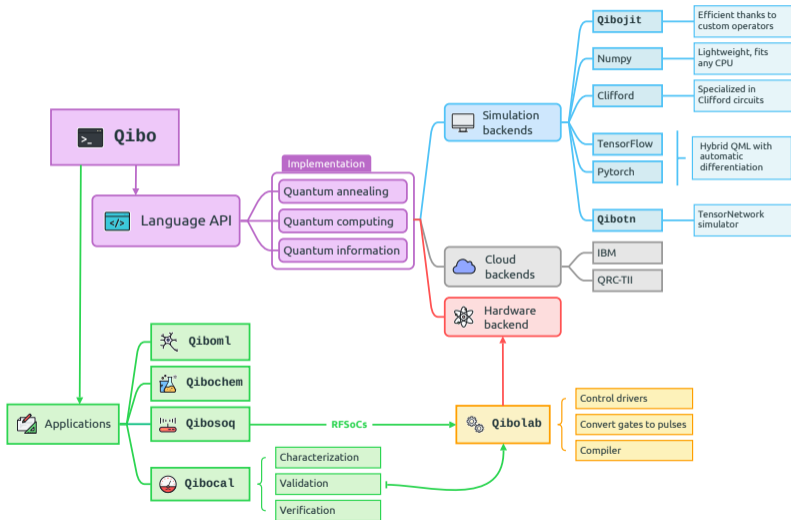 Qibo
Language API
Implementation
Quantum annealing
Quantum computing
Quantum information
Simulation
backends
Qibojit
Efficient thanks to
custom operators
Numpy
Lightweight, fits
any CPU
Clifford
Specialized in
Clifford circuits
TensorFlow
Pytorch
Hybrid QML with
automatic
differentiation
Qibotn
TensorNetwork
simulator
Cloud
backends
IBM
QRC-TII
Hardware
backend
Applications
Qiboml
Qibochem
Qibosoq
RFSoCs
Qibolab
Control drivers
Convert gates to pulses
Compiler
Qibocal
Characterization
Validation
Verification